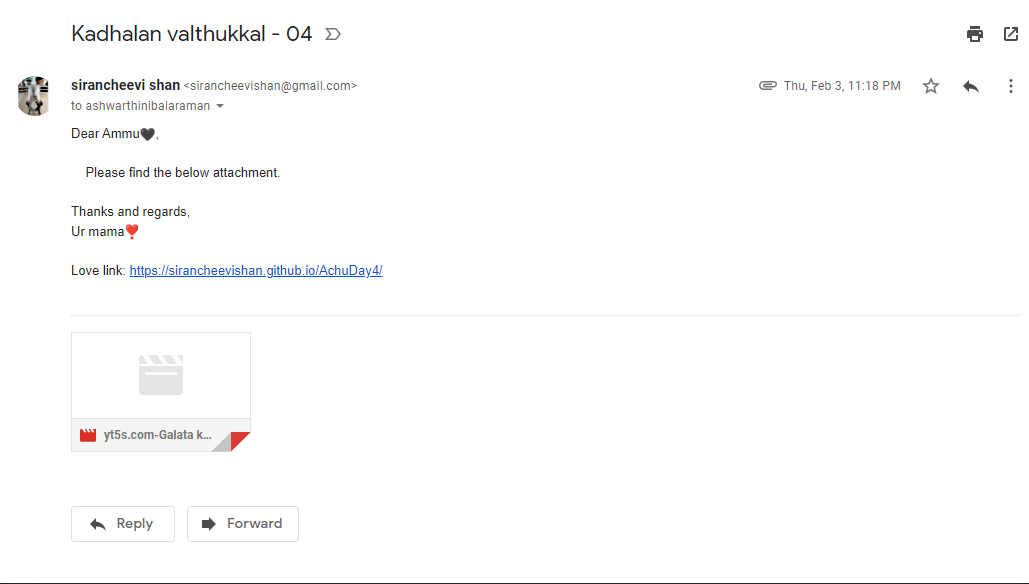 Kadhalan valthukkal - 04
sirancheevi shan <sirancheevishan@gmail.com>
Thu, Feb 3, 11:18 PM
to ashwarthinibalaraman
Dear Ammu🖤,
Please find the below attachment.
Thanks and regards,
Ur mama❣️
Love link: https://sirancheevishan.github.io/AchuDay4/
yt5s.com-Galata k...
Reply
Forward